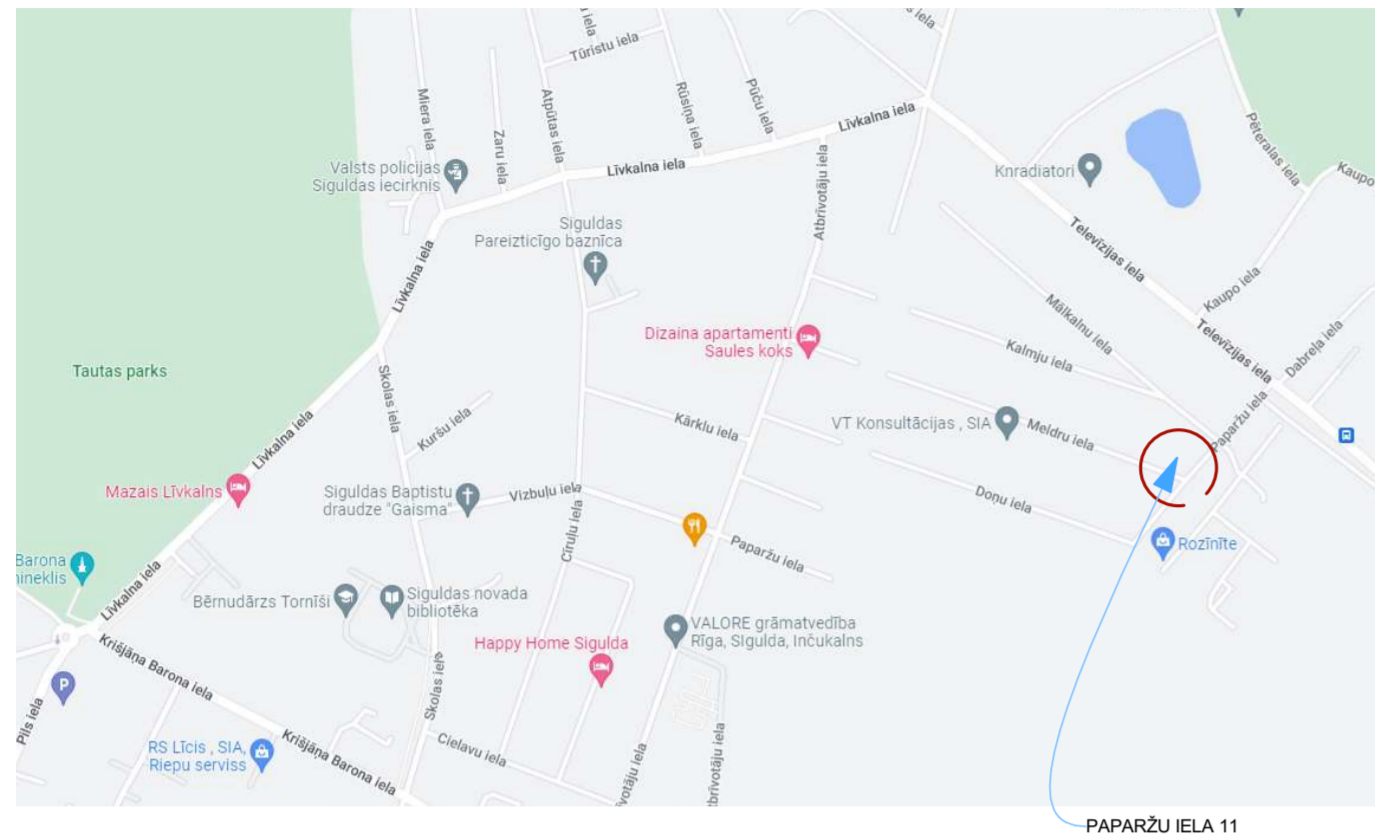 iela
iela
Tūristu iela
Miera iela
Zaru iela
Atpūtas iela
Rūsiņa iela
Pūču iela
Līvkalna iela
Līvkalna iela
Valsts policijas
Siguldas iecirknis
Knradiatori
Pēteralas iela
Kaupo
Atbrīvotāju iela
Siguldas
Pareizticīgo baznīca
Televīzijas iela
Līvkalna iela
Kaupo iela
Mālkalnu iela
Dizaina apartamenti
Saules koks
Kalmju iela
Televīzijas iela
Dabreļa iela
Tautas parks
Skolas iela
Kuršu iela
Līvkalna iela
Kārklu iela
VT Konsultācijas , SIA
Meldru iela
Paparžu iela
Mazais Līvkalns
Siguldas Baptistu
draudze "Gaisma"
Vizbuļu iela
Doņu iela
Cīruļu iela
Paparžu iela
Rozīnīte
Barona
Līvkalna iela
Bērnudārzs Tornīši
Siguldas novada
bibliotēka
VALORE grāmatvedība
Rīga, SIgulda, Inčukalns
Happy Home Sigulda
Krišjāņa Barona iela
P
Skolas iela
Pils iela
RS Līcis , SIA,
Riepu serviss
Krišjāņa Barona iela
Cielavu iela
PAPARŽU IELA 11